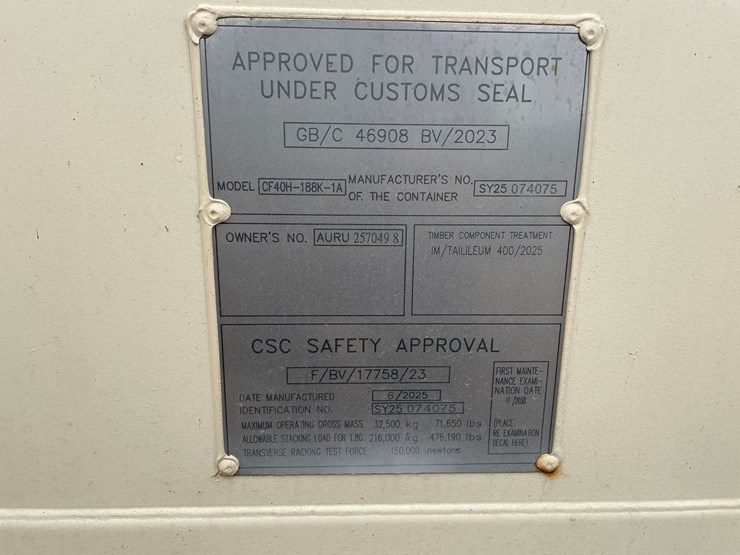 APPROVED FOR TRANSPORT
UNDER CUSTOMS SEAL
GB/C 46908 BV/2023
MODEL CF40H-188K-1A MANUFACTURER'S NO. OF THE CONTAINER SY25 074075
OWNER'S NO. AURU 257049 8
TIMBER COMPONENT TREATMENT
IM/TAILILEUM 400/2025
CSC SAFETY APPROVAL
F/BV/17758/23
DATE MANUFACTURED 6/2025
IDENTIFICATION NO. SY25 074075
MAXIMUM OPERATING GROSS MASS 32,500 kg 71,650 lbs
ALLOWABLE STACKING LOAD FOR 1.8G 216,000 kg 476,190 lbs
TRANSVERSE RACKING TEST FORCE 150,000 newtons
FIRST MAINTE-
NANCE EXAMI-
NATION DATE
/2030
(PLACE
RE EXAMINATION
DECAL HERE)